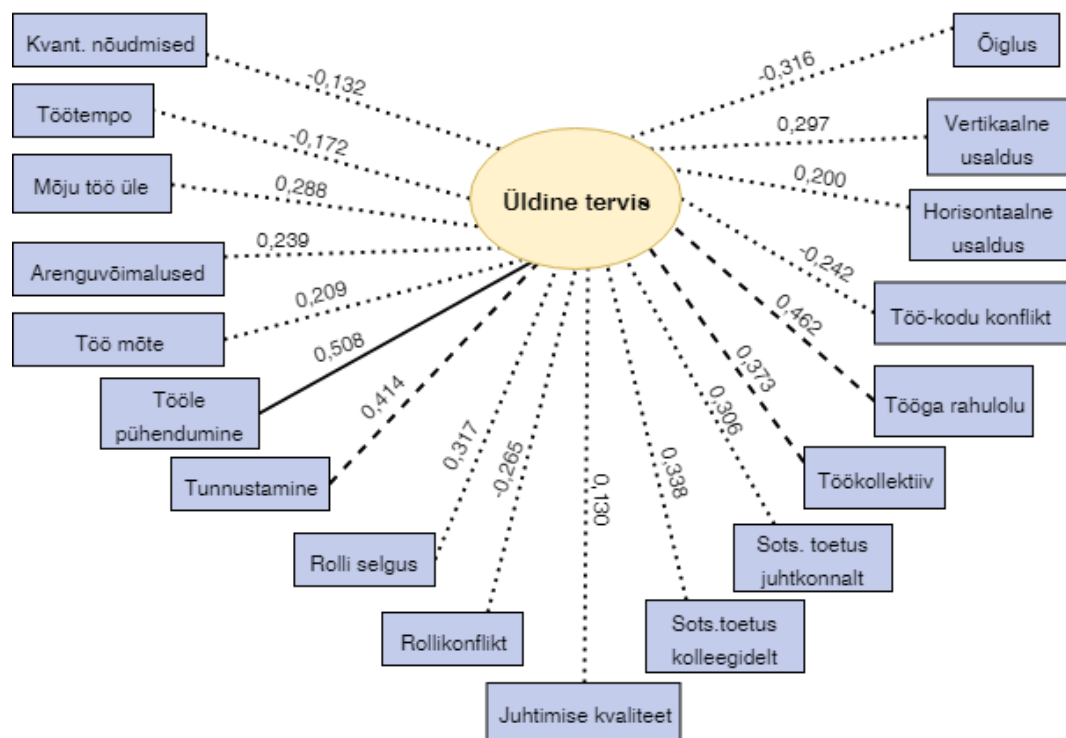 Kvant. nõudmised
-0,132
Töötempo
-0,172
Mõju töö üle
0,288
Arenguvõimalused
0,239
Töö mõte
0,209
Tööle
pühendumine
0,508
Tunnustamine
0,414
Rolli selgus
0,317
Rollikonflikt
-0,265
Juhtimise kvaliteet
0,130
Sots.toetus
kolleegidelt
0,338
Sots. toetus
juhtkonnalt
0,306
Töökollektiiv
0,373
Tööga rahulolu
0,462
Töö-kodu konflikt
-0,242
Horisontaalne
usaldus
0,200
Vertikaalne
usaldus
0,297
Õiglus
-0,316
Üldine tervis